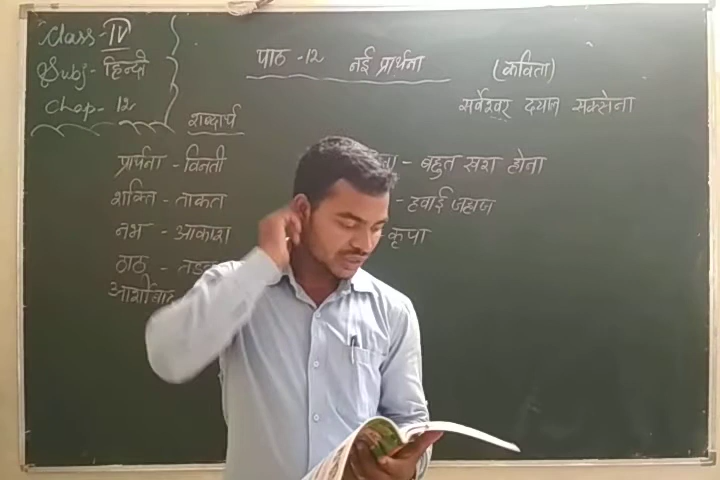 Class - IV
Subj - हिन्दी
Chap - 12
पाठ - 12 नई प्रार्थना (कविता)
सर्वेश्वर दयाल सक्सेना
शब्दार्थ
प्रार्थना - विनती
- बहुत खुश होना
शक्ति - ताकत
- हवाई जहाज
नभ - आकाश
- कृपा
ठाठ -
आर्शीवाद